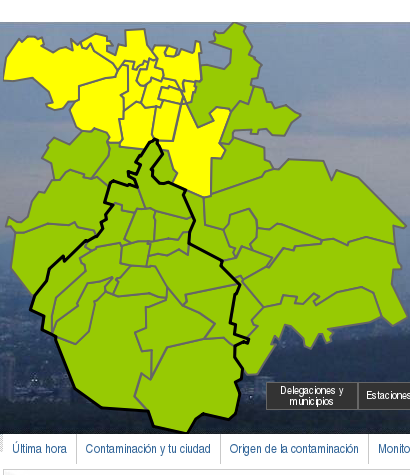 Delegaciones y
municipios
Estaciones
Última hora
Contaminación y tu ciudad
Origen de la contaminación
Monito